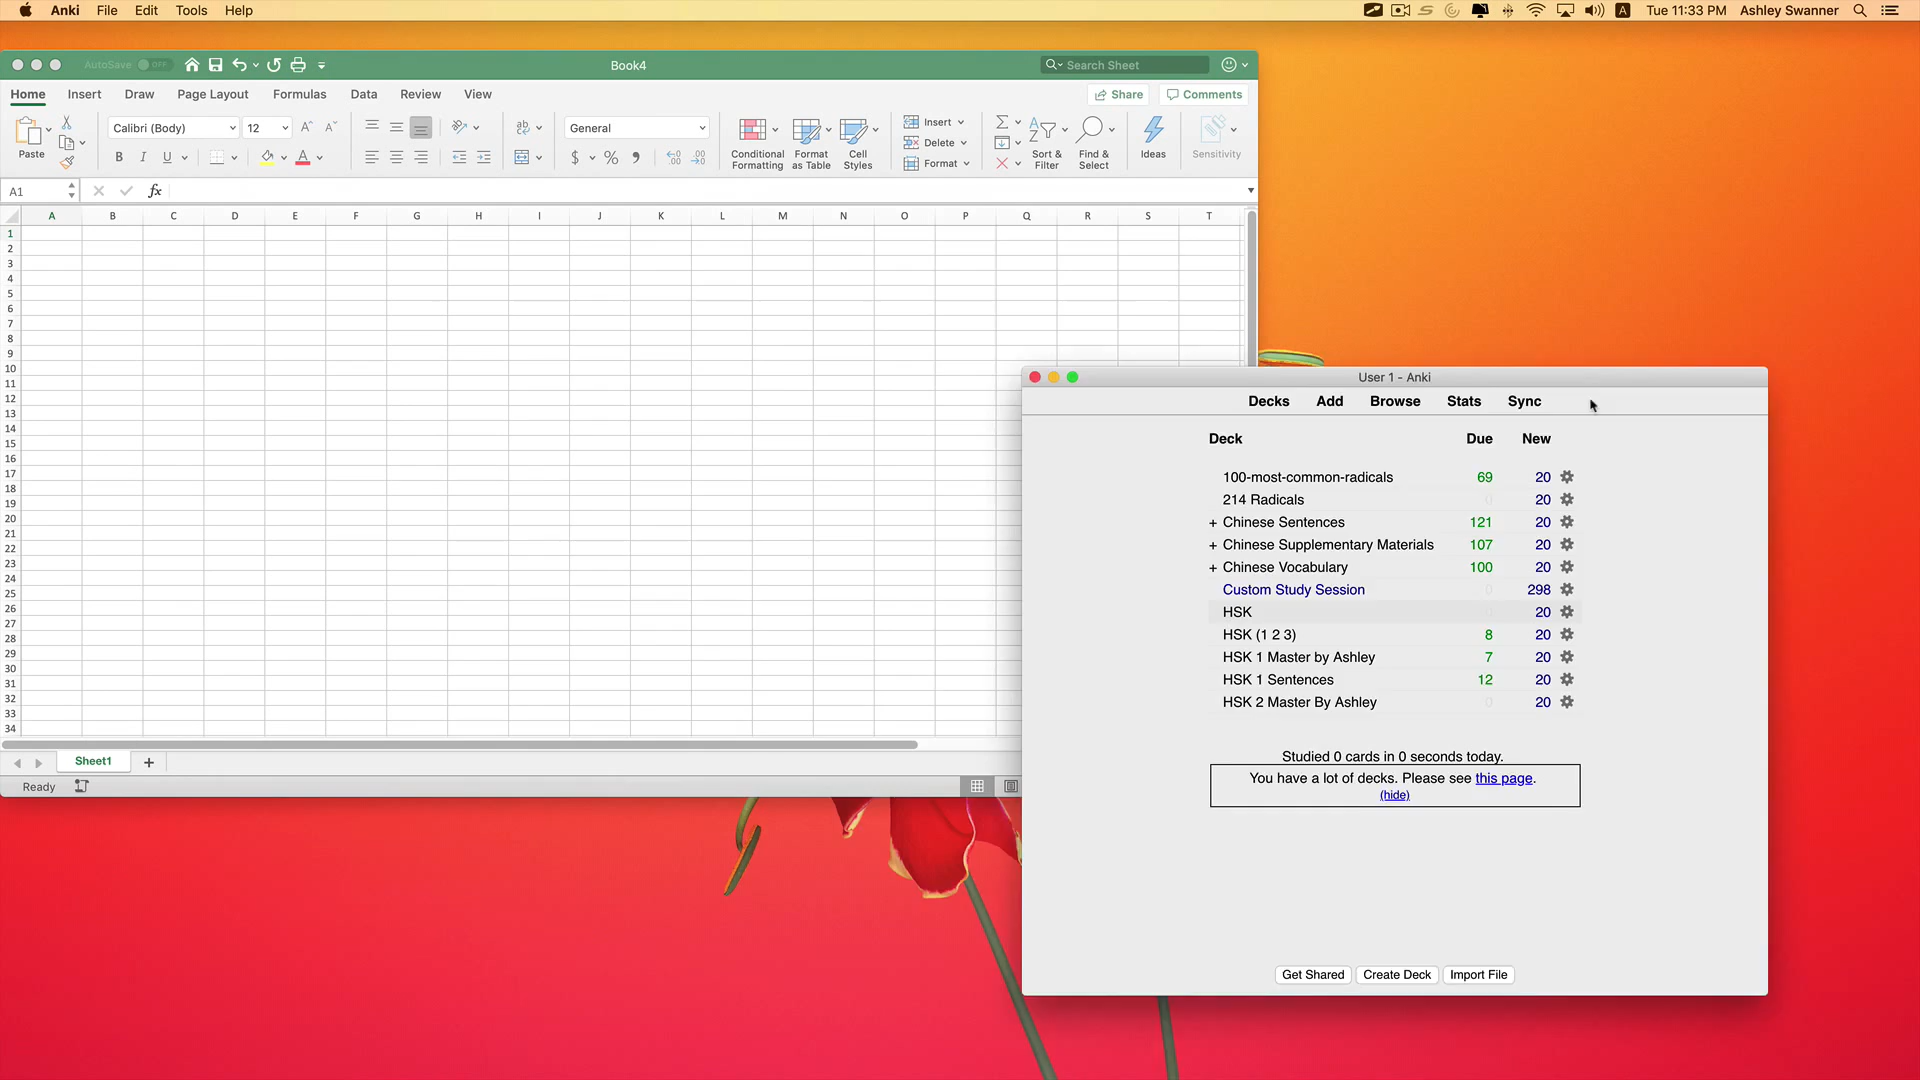 Anki File Edit Tools Help
Tue 11:33 PM Ashley Swanner
AutoSave OFF
Book4
Search Sheet
Home Insert Draw Page Layout Formulas Data Review View
Share Comments
Paste
Calibri (Body) 12
B I U
General
$ % ,
Conditional Formatting
Format as Table
Cell Styles
Insert
Delete
Format
Sort & Filter
Find & Select
Ideas
Sensitivity
A1 fx
A B C D E F G H I J K L M N O P Q R S T
1
2
3
4
5
6
7
8
9
10
11
12
13
14
15
16
17
18
19
20
21
22
23
24
25
26
27
28
29
30
31
32
33
34
Sheet1 +
Ready
User 1 - Anki
Decks Add Browse Stats Sync
Deck Due New
100-most-common-radicals 69 20
214 Radicals 0 20
+ Chinese Sentences 121 20
+ Chinese Supplementary Materials 107 20
+ Chinese Vocabulary 100 20
Custom Study Session 0 298
HSK 0 20
HSK (1 2 3) 8 20
HSK 1 Master by Ashley 7 20
HSK 1 Sentences 12 20
HSK 2 Master By Ashley 0 20
Studied 0 cards in 0 seconds today.
You have a lot of decks. Please see this page.
(hide)
Get Shared Create Deck Import File